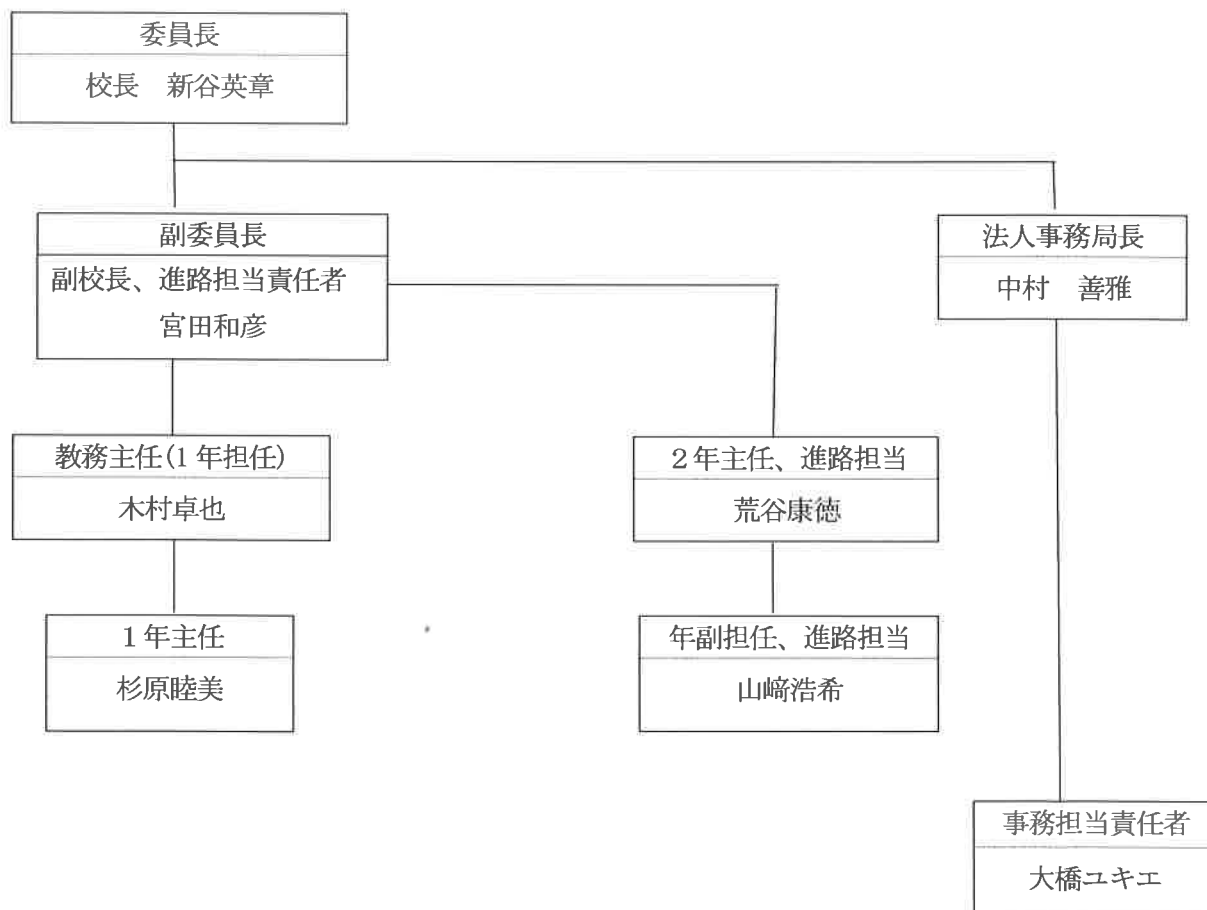 委員長
校長　新谷英章
副委員長
副校長、進路担当責任者
宮田和彦
法人事務局長
中村　善雅
教務主任(1年担任)
木村卓也
２年主任、進路担当
荒谷康徳
１年主任
杉原睦美
年副担任、進路担当
山﨑浩希
事務担当責任者
大橋ユキエ